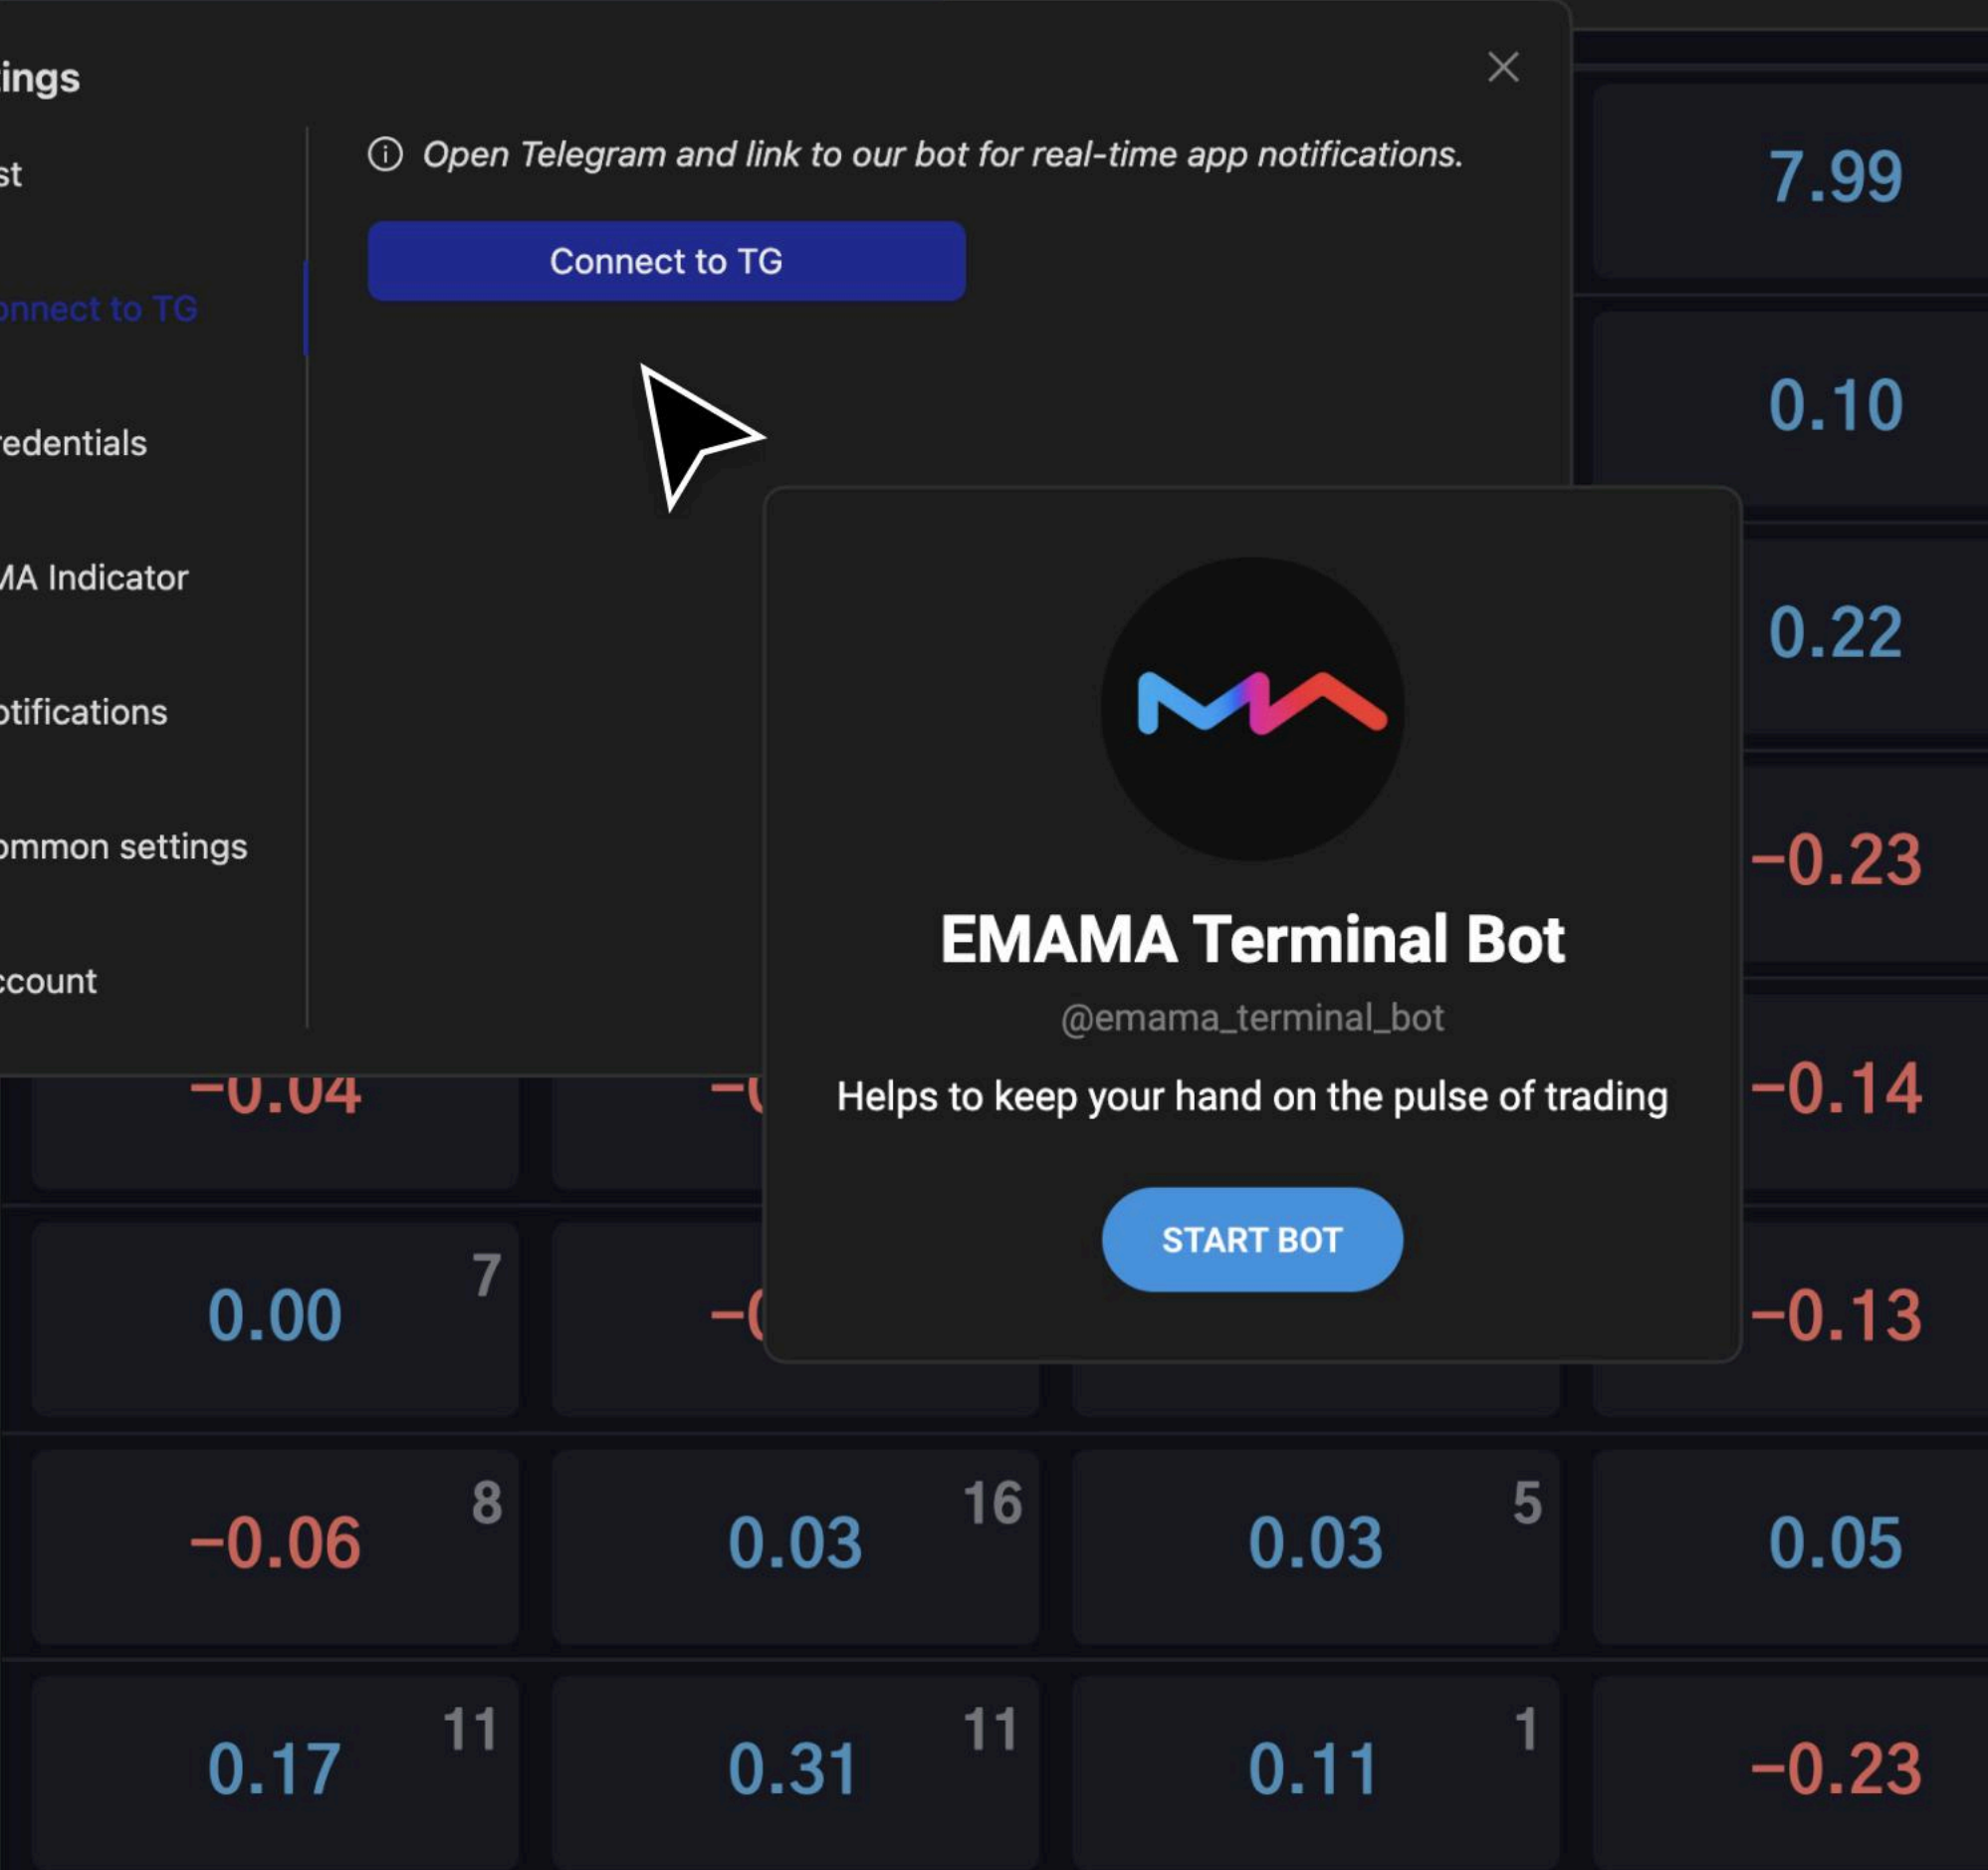 ings
st
onnect to TG
redentials
MA Indicator
otifications
ommon settings
ccount
Open Telegram and link to our bot for real-time app notifications.
Connect to TG
EMAMA Terminal Bot
@emama_terminal_bot
Helps to keep your hand on the pulse of trading
START BOT
7.99
0.10
0.22
−0.23
−0.04 −0.14
0.00 7 −0.13
−0.06 8 0.03 16 0.03 5 0.05
0.17 11 0.31 11 0.11 1 −0.23